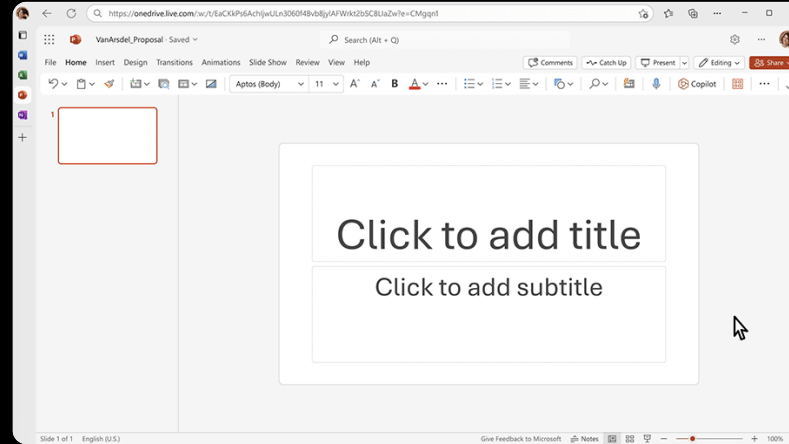 https://onedrive.live.com/:w:/t/EaCKkPs6AchIjwULn3060f48vb8jylAFWrkt2bSC8UaZw?e=CMgqn1
VanArsdel_Proposal - Saved
Search (Alt + Q)
File Home Insert Design Transitions Animations Slide Show Review View Help
Comments Catch Up Present Editing Share
Aptos (Body) 11 A A B A Copilot
1
Click to add title
Click to add subtitle
Slide 1 of 1 English (U.S.) Give Feedback to Microsoft Notes 100%